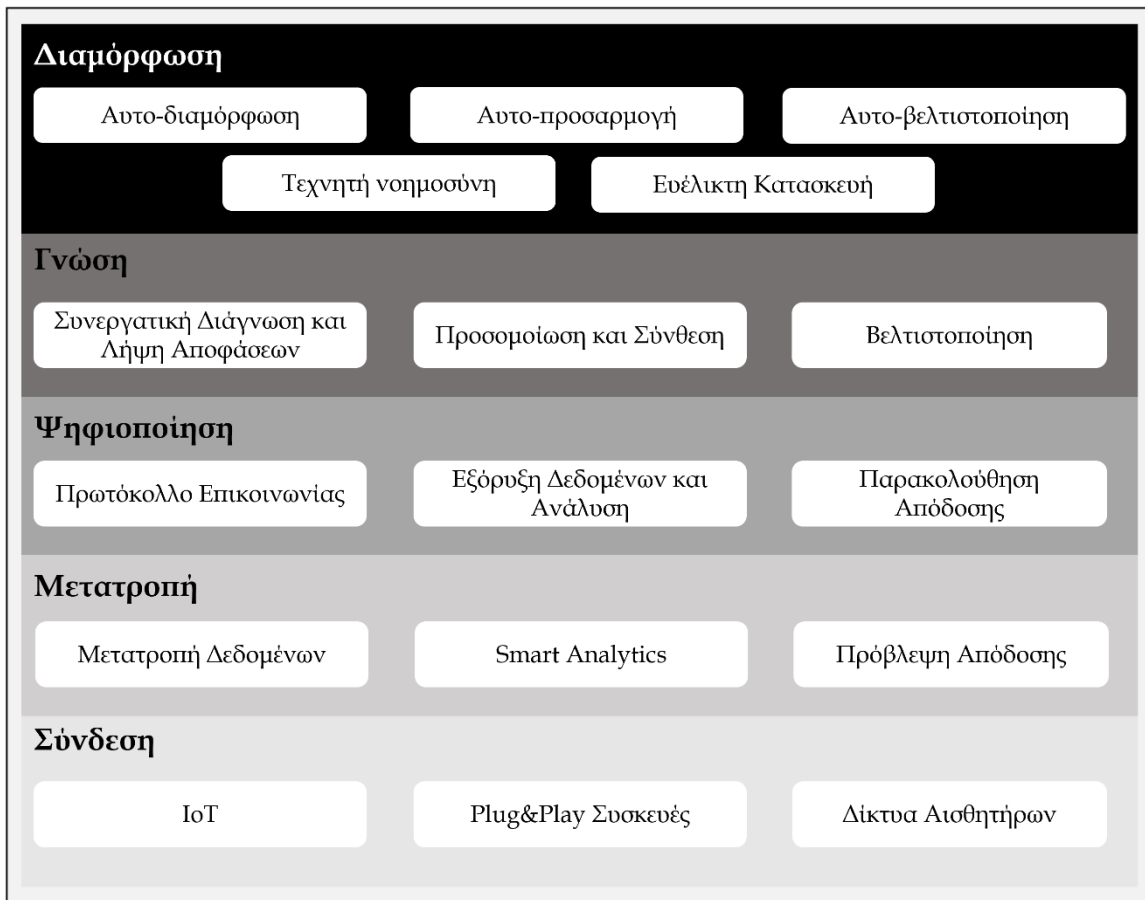 Διαμόρφωση
Αυτο-διαμόρφωση
Αυτο-προσαρμογή
Αυτο-βελτιστοποίηση
Τεχνητή νοημοσύνη
Ευέλικτη Κατασκευή
Γνώση
Συνεργατική Διάγνωση και
Λήψη Αποφάσεων
Προσομοίωση και Σύνθεση
Βελτιστοποίηση
Ψηφιοποίηση
Πρωτόκολλο Επικοινωνίας
Εξόρυξη Δεδομένων και
Ανάλυση
Παρακολούθηση
Απόδοσης
Μετατροπή
Μετατροπή Δεδομένων
Smart Analytics
Πρόβλεψη Απόδοσης
Σύνδεση
IoT
Plug&Play Συσκευές
Δίκτυα Αισθητήρων